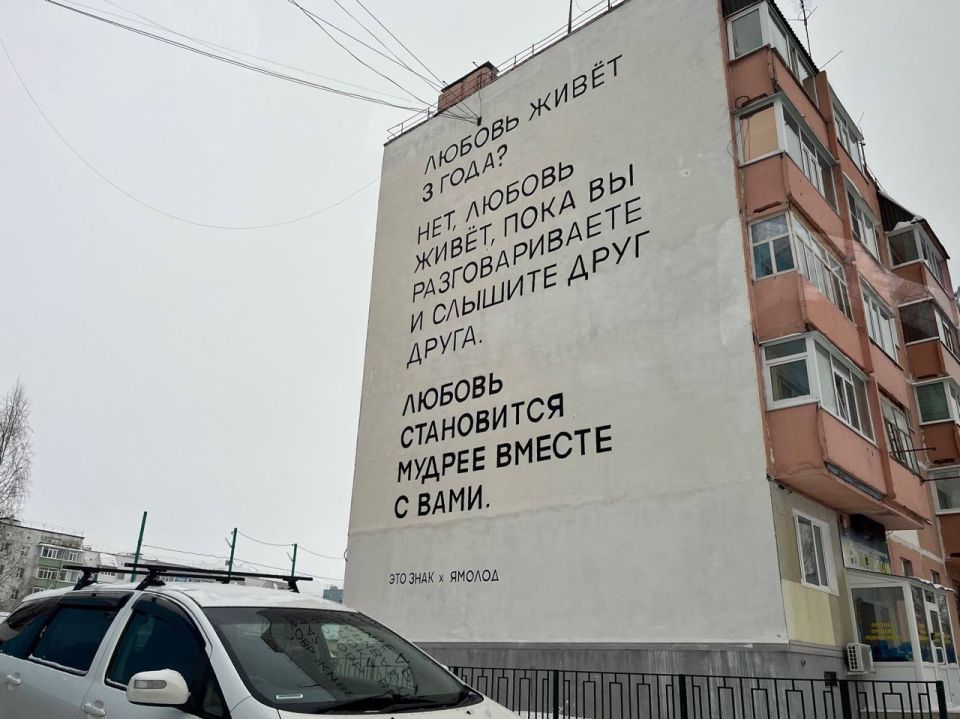 ЛЮБОВЬ ЖИВЁТ
3 ГОДА?
НЕТ, ЛЮБОВЬ
ЖИВЁТ, ПОКА ВЫ
РАЗГОВАРИВАЕТЕ
И СЛЫШИТЕ ДРУГ
ДРУГА.
ЛЮБОВЬ
СТАНОВИТСЯ
МУДРЕЕ ВМЕСТЕ
С ВАМИ.
ЭТО ЗНАК х ЯМОЛОД